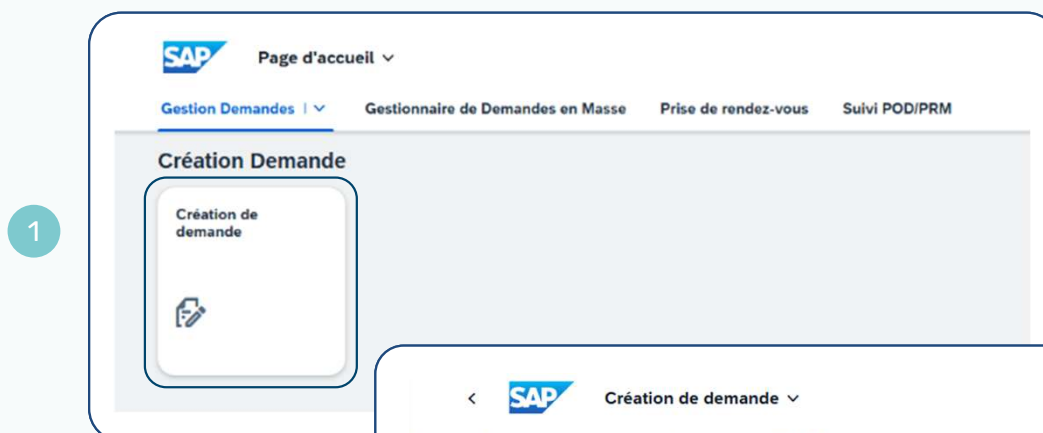 SAP Page d'accueil
Gestion Demandes Gestionnaire de Demandes en Masse Prise de rendez-vous Suivi POD/PRM
Création Demande
Création de
demande
1
SAP Création de demande